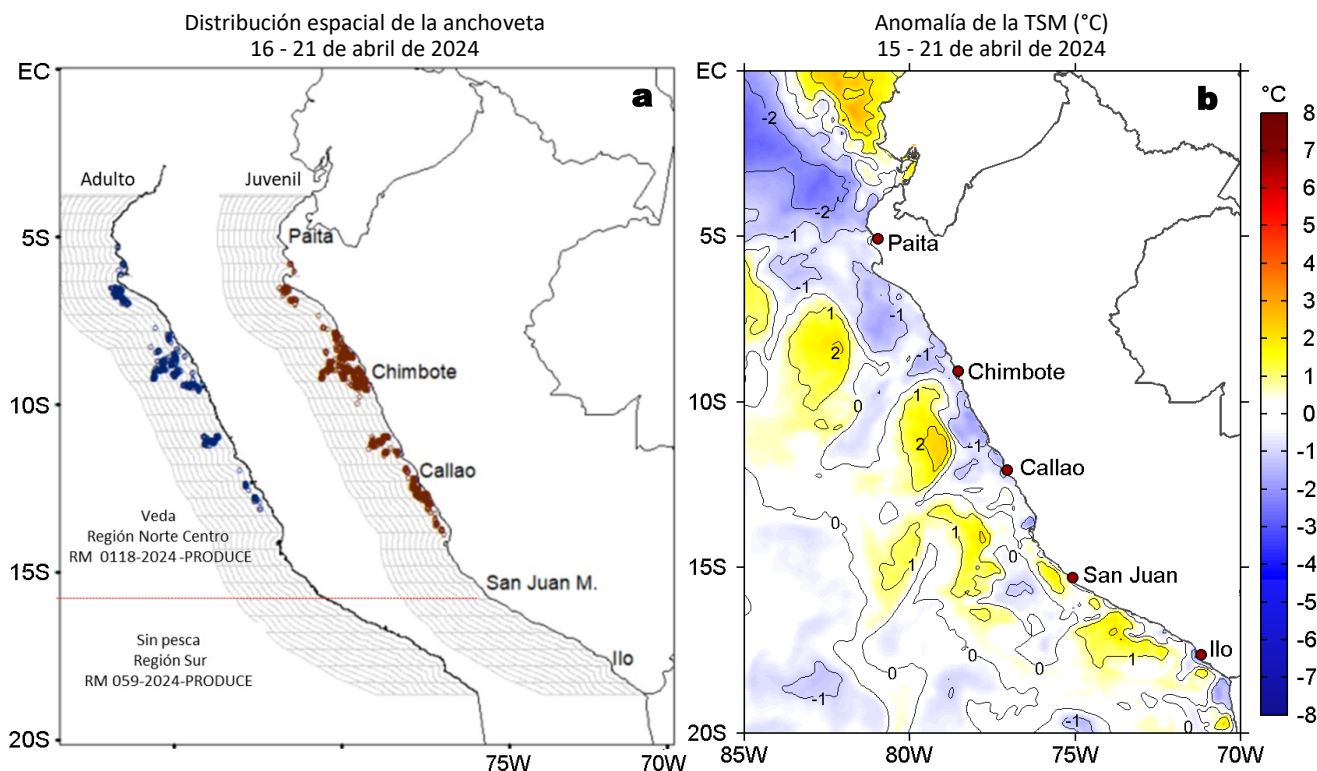 Distribución espacial de la anchoveta
16 - 21 de abril de 2024
EC
a
Adulto
Juvenil
5S
Paita
Chimbote
10S
Callao
Veda
Región Norte Centro
RM 0118-2024 -PRODUCE
15S
San Juan M.
Sin pesca
Región Sur
RM 059-2024-PRODUCE
Ilo
20S
75W
70W
Anomalía de la TSM (°C)
15 - 21 de abril de 2024
EC
b
-2
-2
-1
5S
Paita
-1
1
-1
2
-1
Chimbote
0
1
10S
2
-1
Callao
0
1
0
1
15S
San Juan
1
Ilo
0
0
0
-1
-1
0
20S
85W
80W
75W
70W
°C
8
7
6
5
4
3
2
1
0
-1
-2
-3
-4
-5
-6
-7
-8